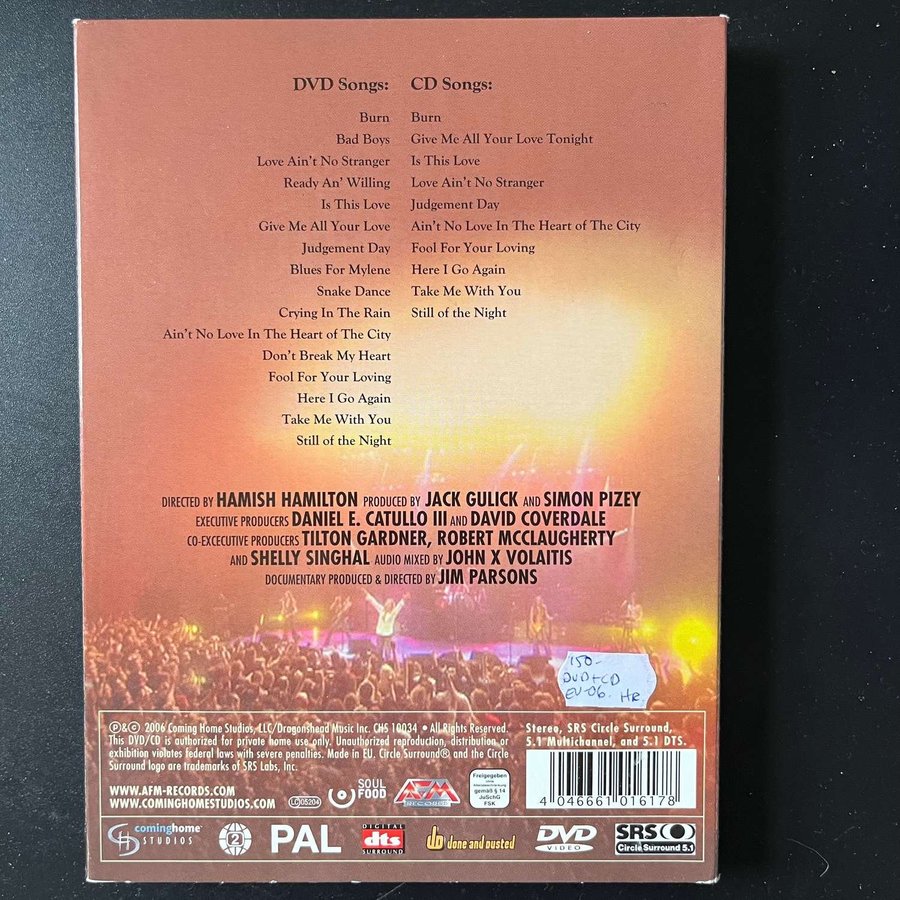 DVD Songs:
Burn
Bad Boys
Love Ain't No Stranger
Ready An' Willing
Is This Love
Give Me All Your Love
Judgement Day
Blues For Mylene
Snake Dance
Crying In The Rain
Ain't No Love In The Heart of The City
Don't Break My Heart
Fool For Your Loving
Here I Go Again
Take Me With You
Still of the Night
CD Songs:
Burn
Give Me All Your Love Tonight
Is This Love
Love Ain't No Stranger
Judgement Day
Ain't No Love In The Heart of The City
Fool For Your Loving
Here I Go Again
Take Me With You
Still of the Night
DIRECTED BY HAMISH HAMILTON PRODUCED BY JACK GULICK AND SIMON PIZEY
EXECUTIVE PRODUCERS DANIEL E. CATULLO III AND DAVID COVERDALE
CO-EXCECUTIVE PRODUCERS TILTON GARDNER, ROBERT MCCLAUGHERTY
AND SHELLY SINGHAL AUDIO MIXED BY JOHN X VOLAITIS
DOCUMENTARY PRODUCED & DIRECTED BY JIM PARSONS
150-
DVD+CD
EU-06. HR.
℗&© 2006 Coming Home Studios, LLC/Dragonshead Music Inc. CHS 10034 • All Rights Reserved.
This DVD/CD is authorized for private home use only. Unauthorized reproduction, distribution or
exhibition violates federal laws with severe penalties. Made in EU. Circle Surround® and the Circle
Surround logo are trademarks of SRS Labs, Inc.
Stereo, SRS Circle Surround,
5.1 Multichannel, and 5.1 DTS.
WWW.AFM-RECORDS.COM
WWW.COMINGHOMESTUDIOS.COM
LC 05204
SOUL
FOOD
AFM
RECORDS
Freigegeben
ohne
Altersbeschränkung
gemäß § 14
JuSchG
FSK
4 046661 016178
cominghome
STUDIOS
2
PAL
DIGITAL
dts
SURROUND
done and dusted
DVD
VIDEO
SRS
Circle Surround 5.1